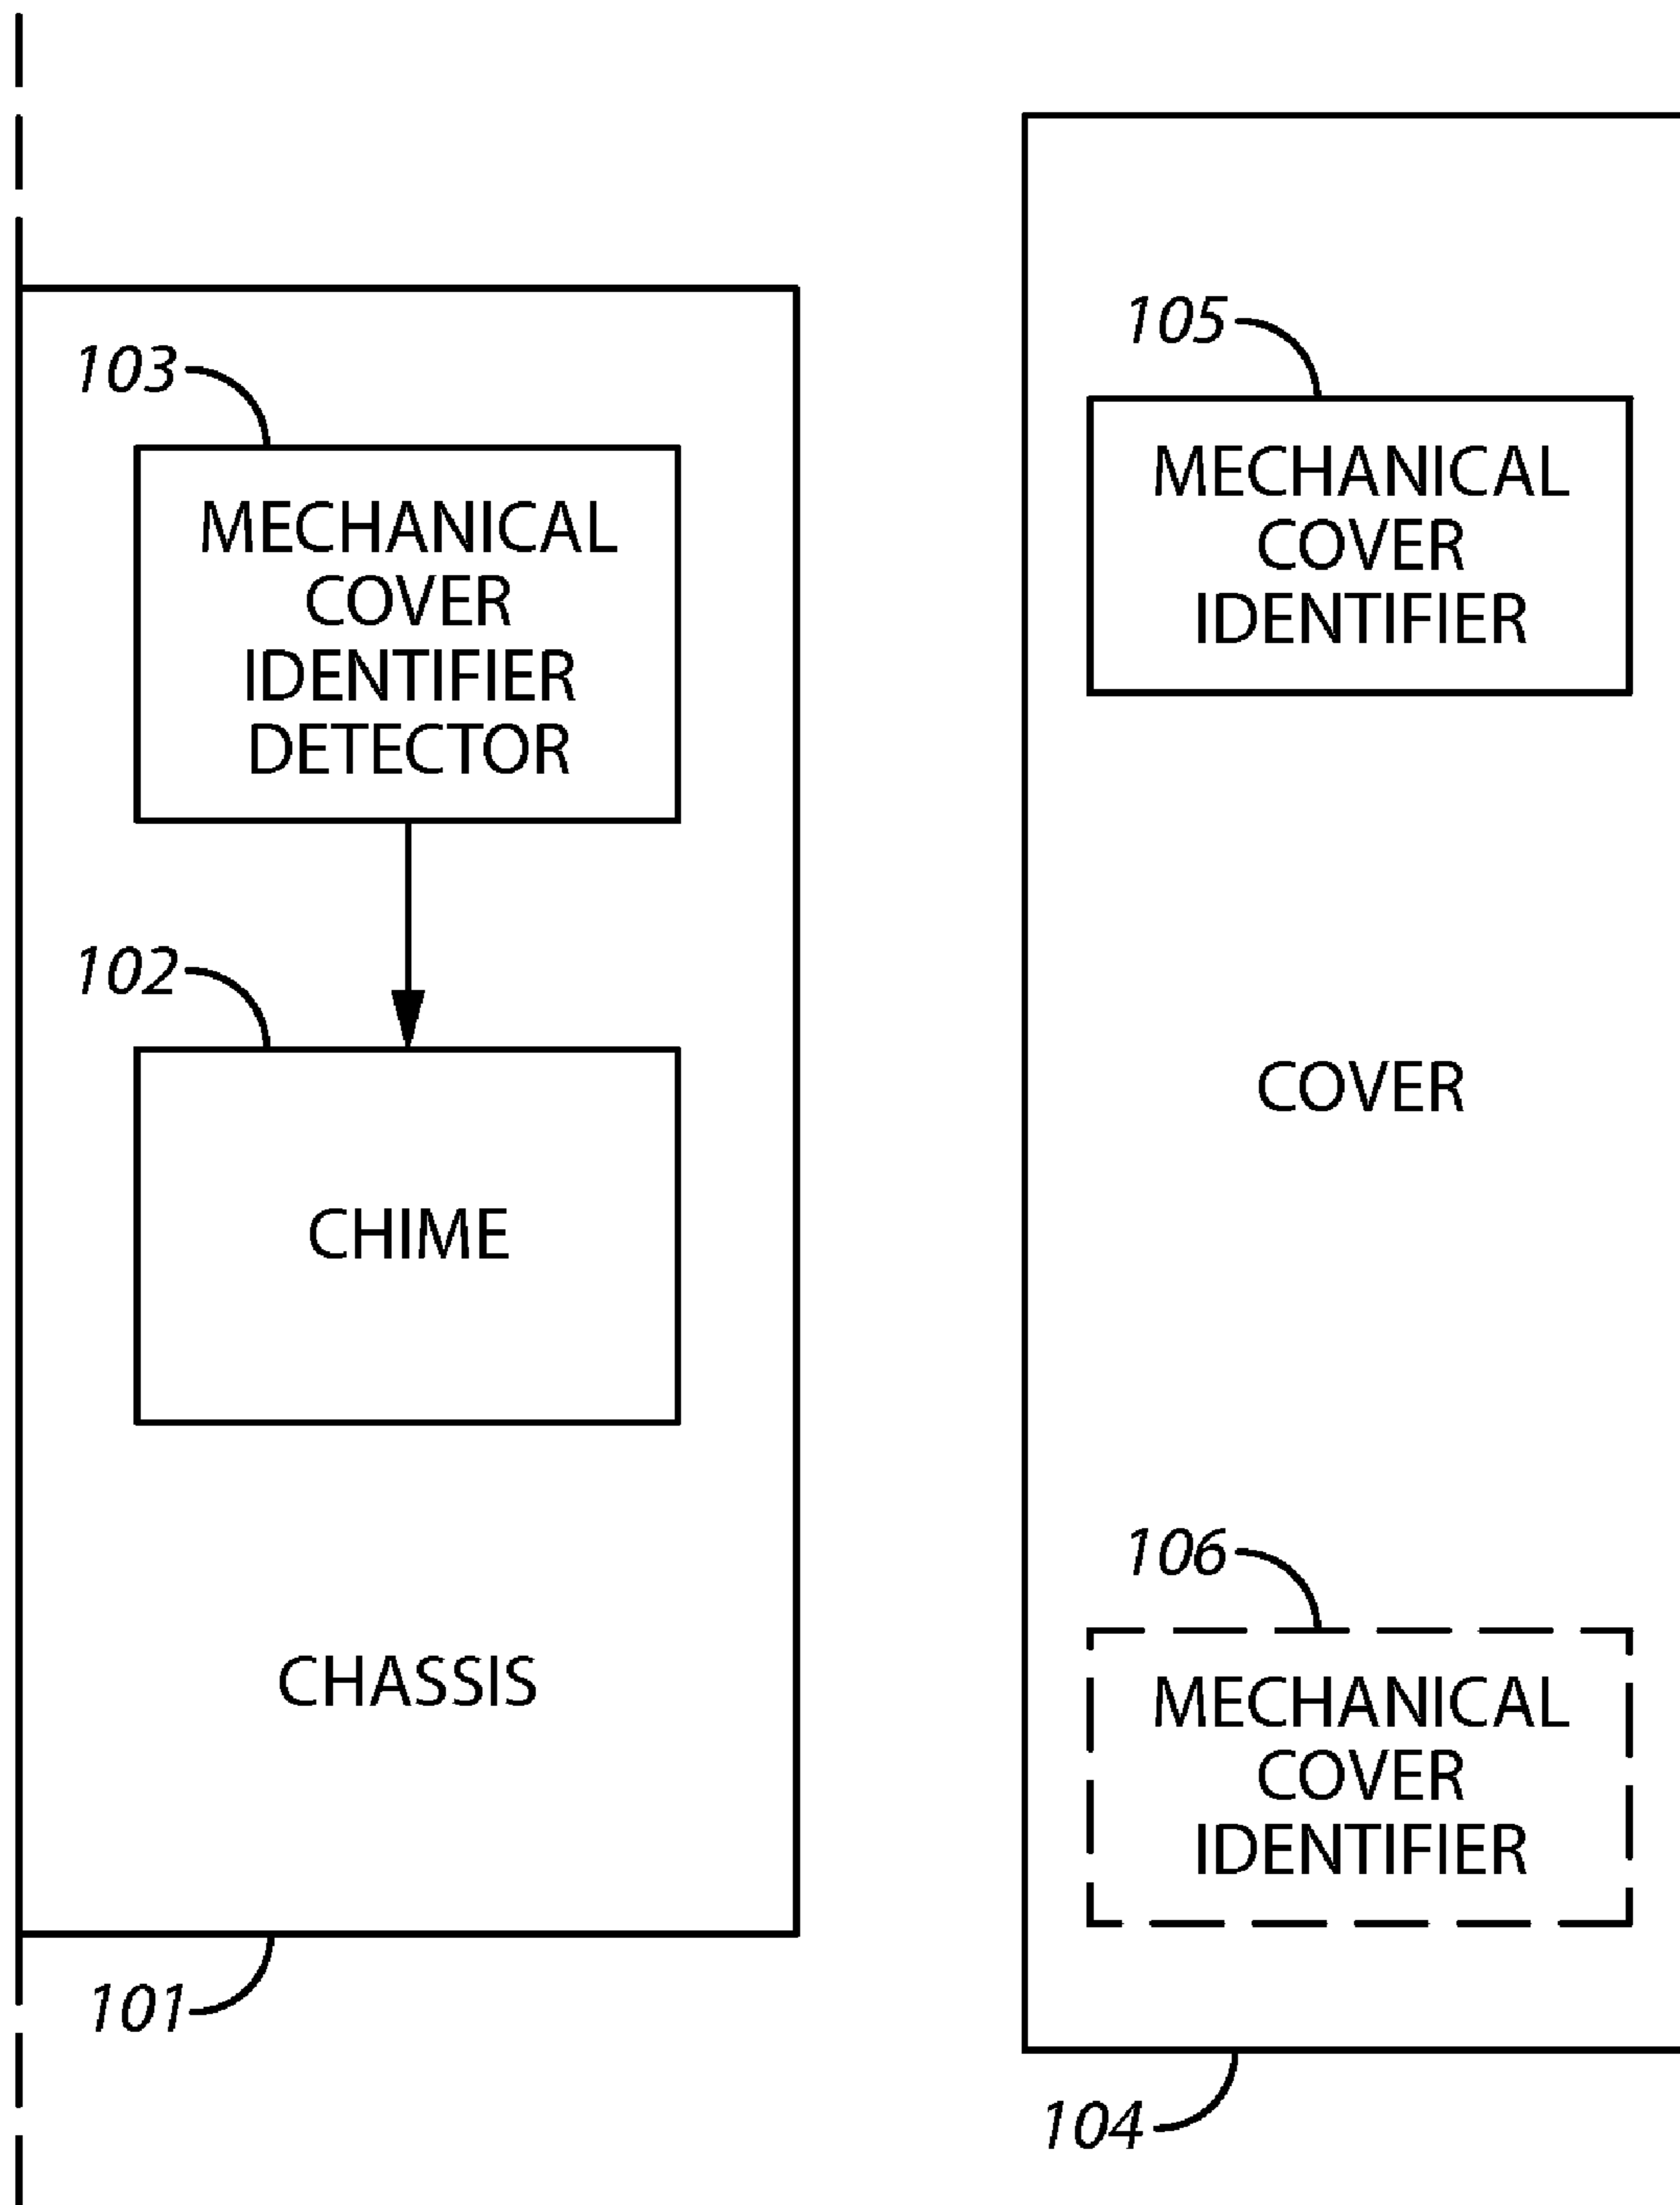 103
MECHANICAL
COVER
IDENTIFIER
DETECTOR
102
CHIME
CHASSIS
101
105
MECHANICAL
COVER
IDENTIFIER
COVER
106
MECHANICAL
COVER
IDENTIFIER
104